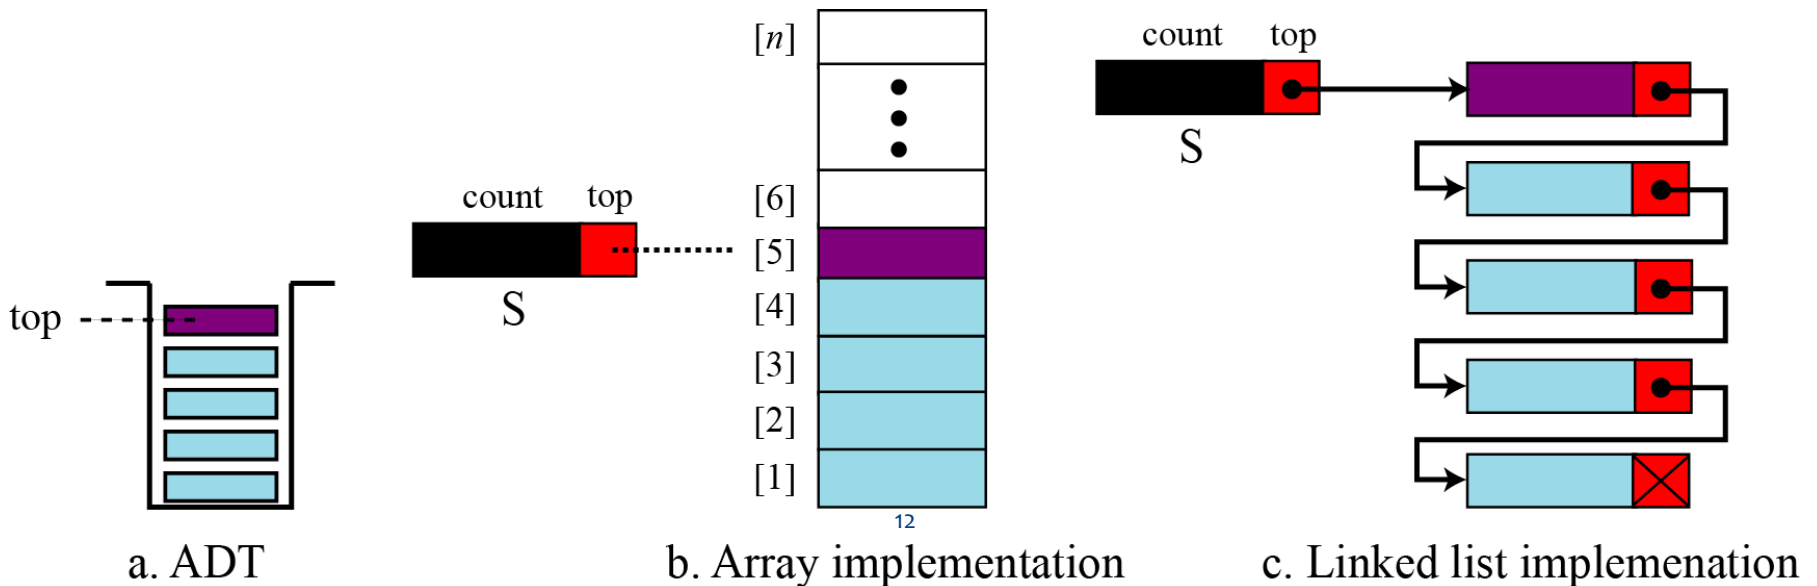 top
a. ADT
count top
S
[n]
[6]
[5]
[4]
[3]
[2]
[1]
12
b. Array implementation
count top
S
c. Linked list implemenation